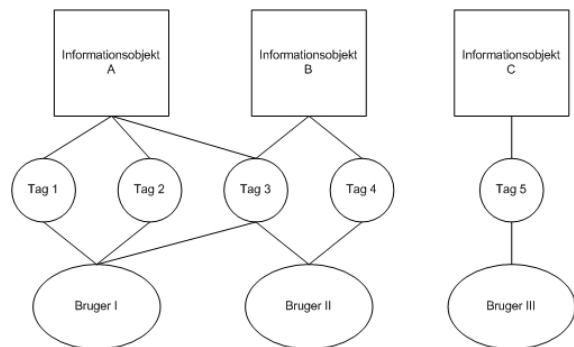 Informationsobjekt
A
Informationsobjekt
B
Informationsobjekt
C
Tag 1
Tag 2
Tag 3
Tag 4
Tag 5
Bruger I
Bruger II
Bruger III